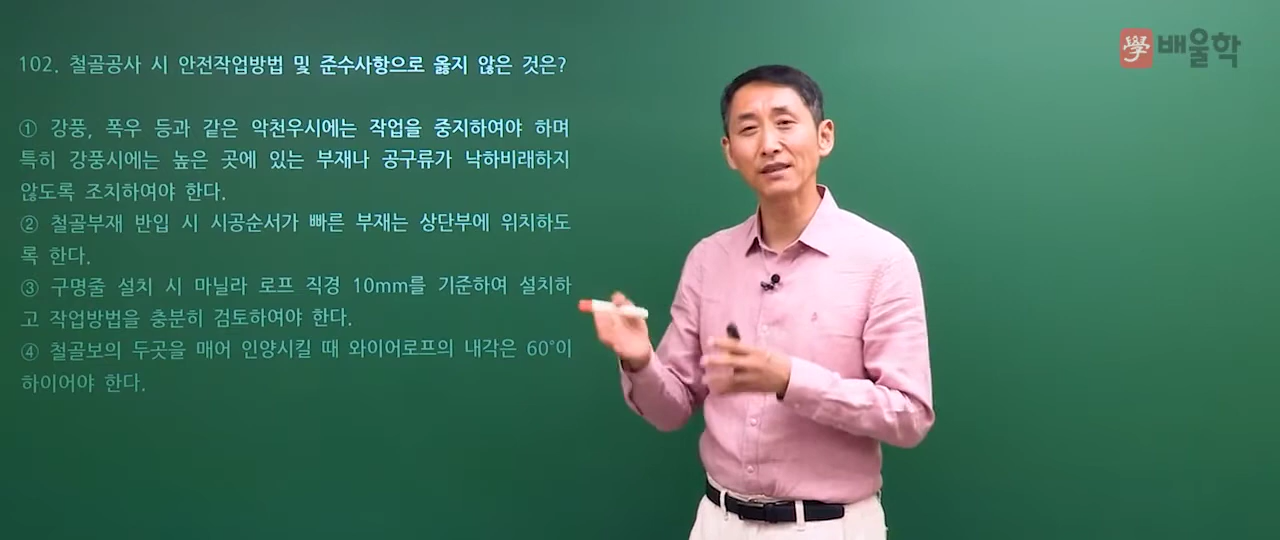 學 배울학
102. 철골공사 시 안전작업방법 및 준수사항으로 옳지 않은 것은?
① 강풍, 폭우 등과 같은 악천우시에는 작업을 중지하여야 하며
특히 강풍시에는 높은 곳에 있는 부재나 공구류가 낙하비래하지
않도록 조치하여야 한다.
② 철골부재 반입 시 시공순서가 빠른 부재는 상단부에 위치하도
록 한다.
③ 구명줄 설치 시 마닐라 로프 직경 10mm를 기준하여 설치하
고 작업방법을 충분히 검토하여야 한다.
④ 철골보의 두곳을 매어 인양시킬 때 와이어로프의 내각은 60°이
하이어야 한다.